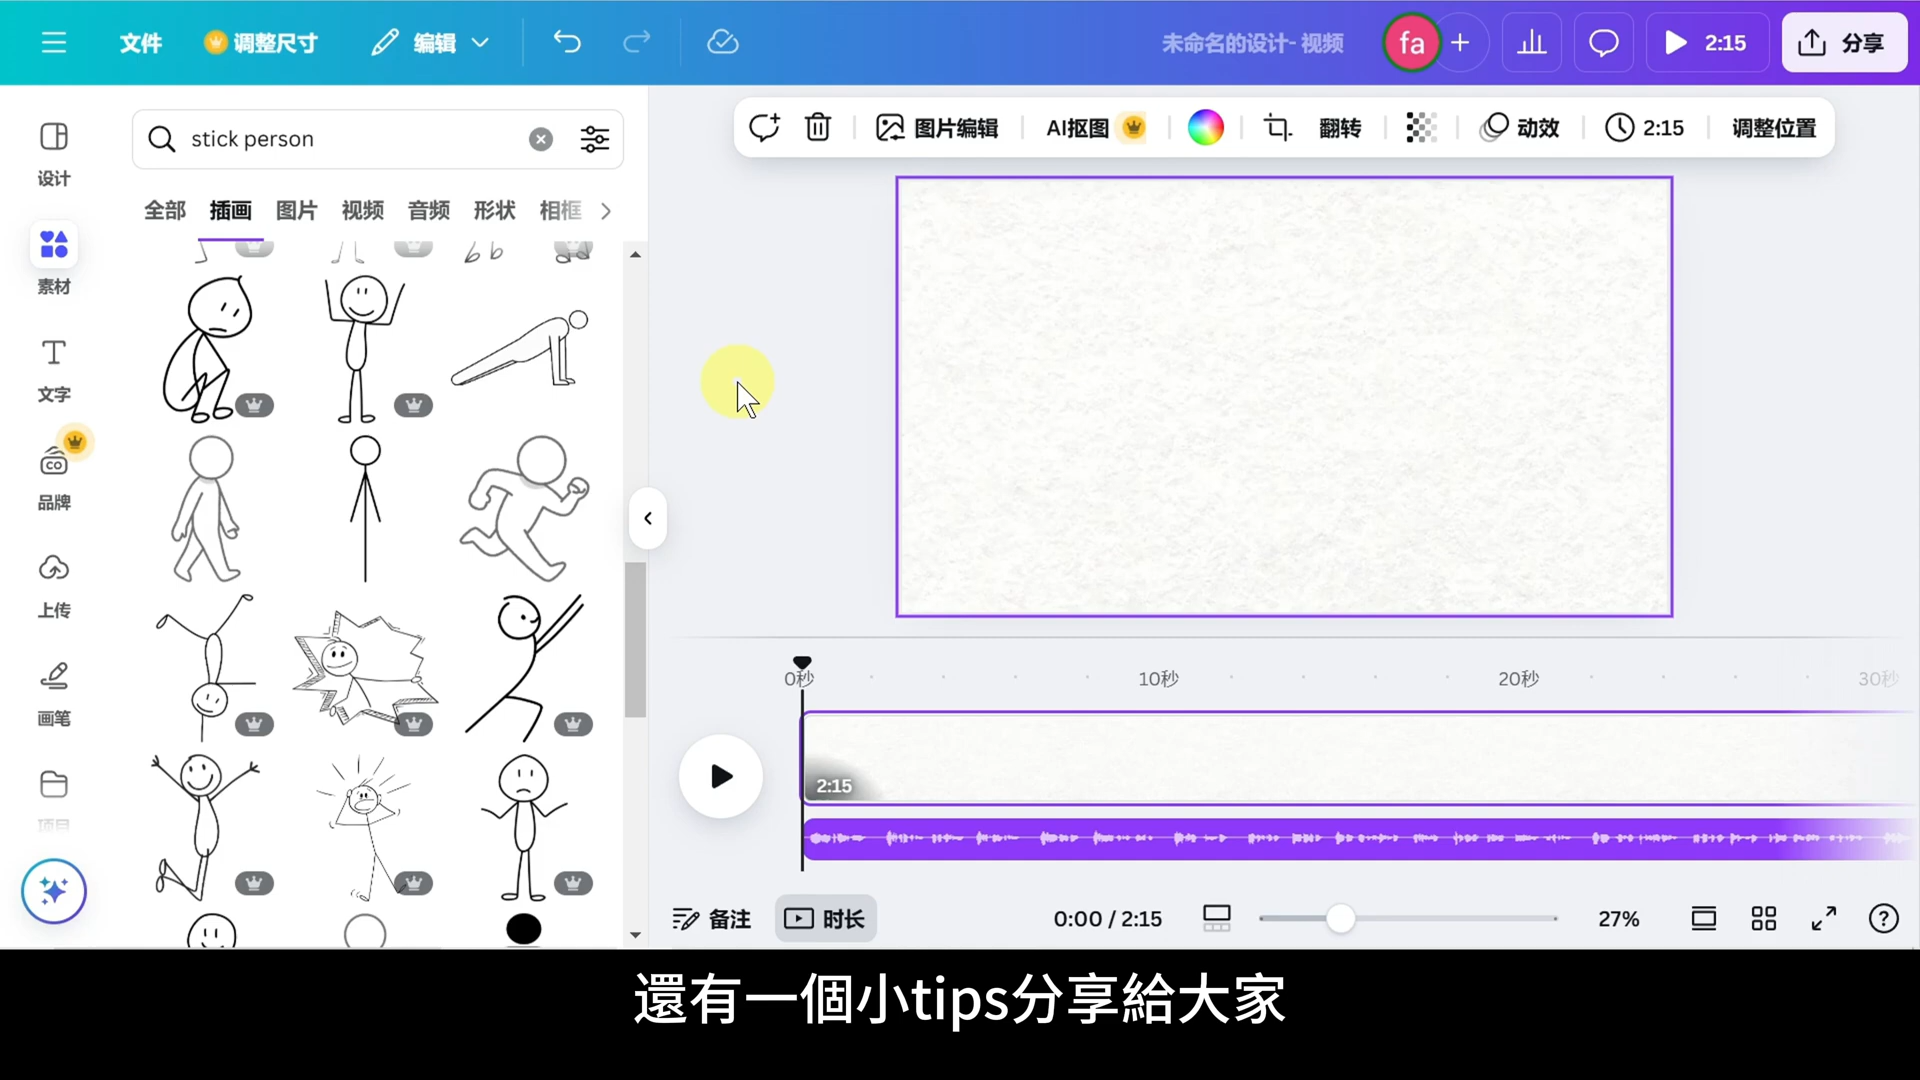 文件
调整尺寸
编辑
未命名的设计- 视频
fa
2:15
分享
设计
素材
文字
品牌
上传
画笔
项目
stick person
全部
插画
图片
视频
音频
形状
相框
图片编辑
AI抠图
翻转
动效
2:15
调整位置
0秒
10秒
20秒
30秒
2:15
备注
时长
0:00 / 2:15
27%
還有一個小tips分享給大家